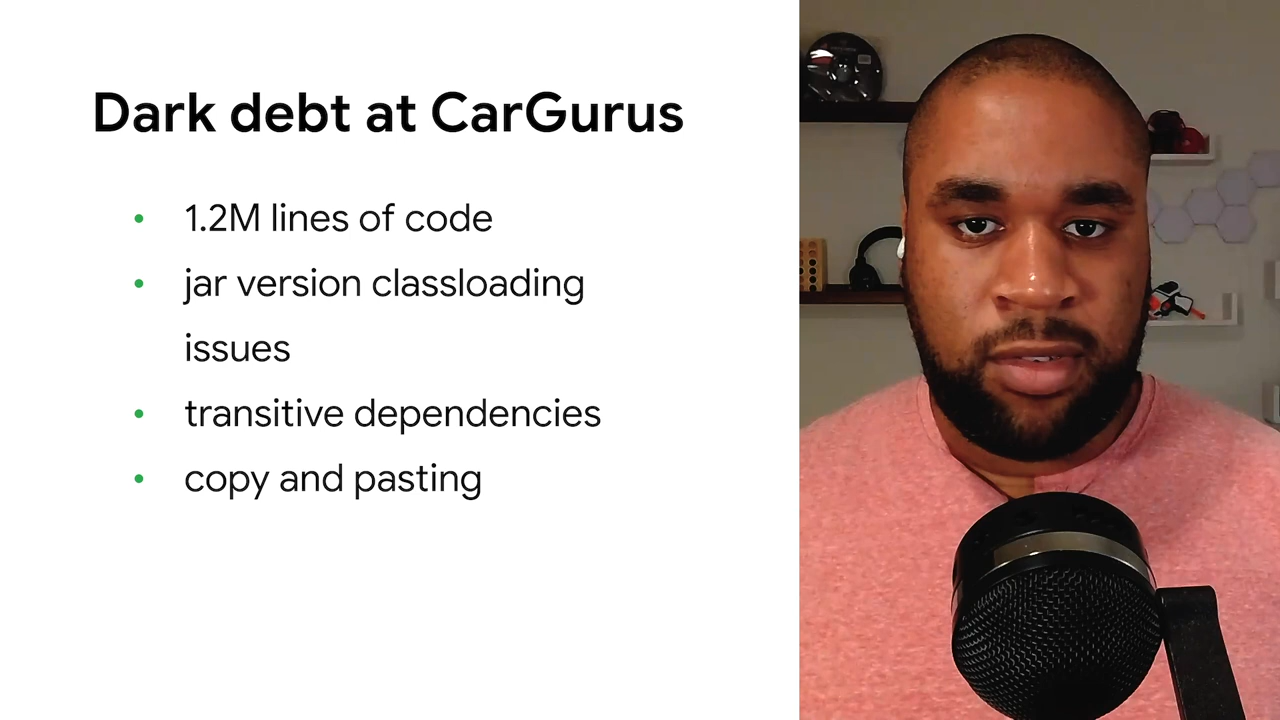 Dark debt at CarGurus
• 1.2M lines of code
• jar version classloading
issues
• transitive dependencies
• copy and pasting